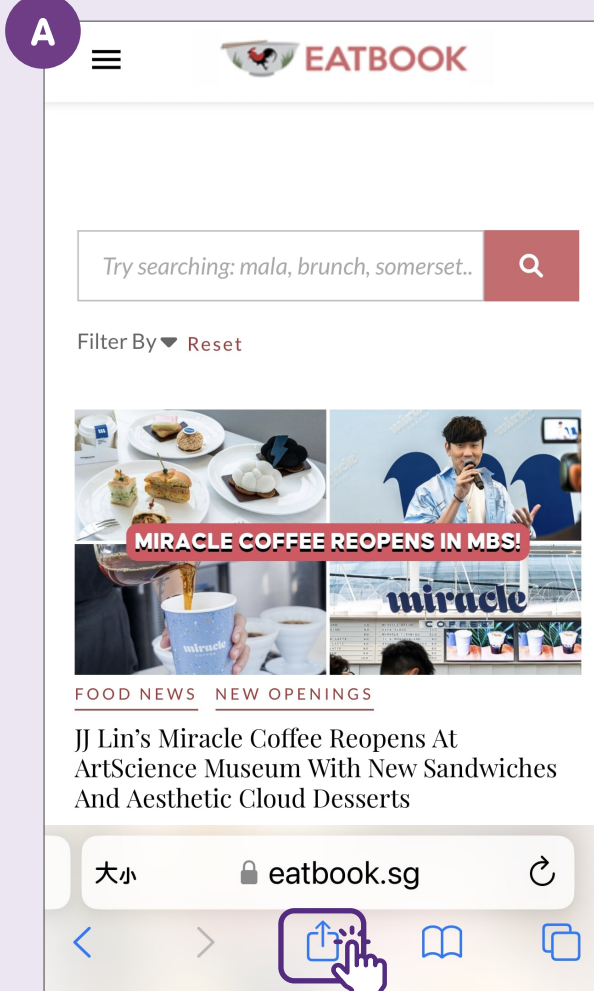 A
EATBOOK
Try searching: mala, brunch, somerset..
Filter By Reset
MIRACLE COFFEE REOPENS IN MBS!
miracle
COFFEE
miracle
FOOD NEWS NEW OPENINGS
JJ Lin's Miracle Coffee Reopens At
ArtScience Museum With New Sandwiches
And Aesthetic Cloud Desserts
大小 eatbook.sg